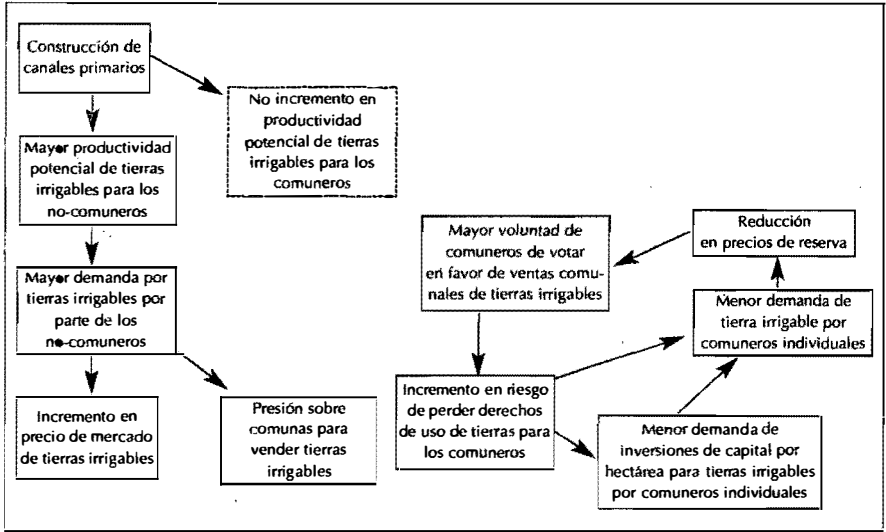 Construcción de
canales primarios
No incremento en
productividad
potencial de tierras
irrigables para los
comuneros
Mayor productividad
potencial de tierras
irrigables para los
no-comuneros
Mayor demanda por
tierras irrigables por
parte de los
no-comuneros
Incremento en
precio de mercado
de tierras irrigables
Presión sobre
comunas para
vender tierras
irrigables
Mayor voluntad de
comuneros de votar
en favor de ventas comu-
nales de tierras irrigables
Reducción
en precios de reserva
Menor demanda de
tierra irrigable por
comuneros individuales
Incremento en riesgo
de perder derechos
de uso de tierras para
los comuneros
Menor demanda de
inversiones de capital por
hectárea para tierras irrigables
por comuneros individuales